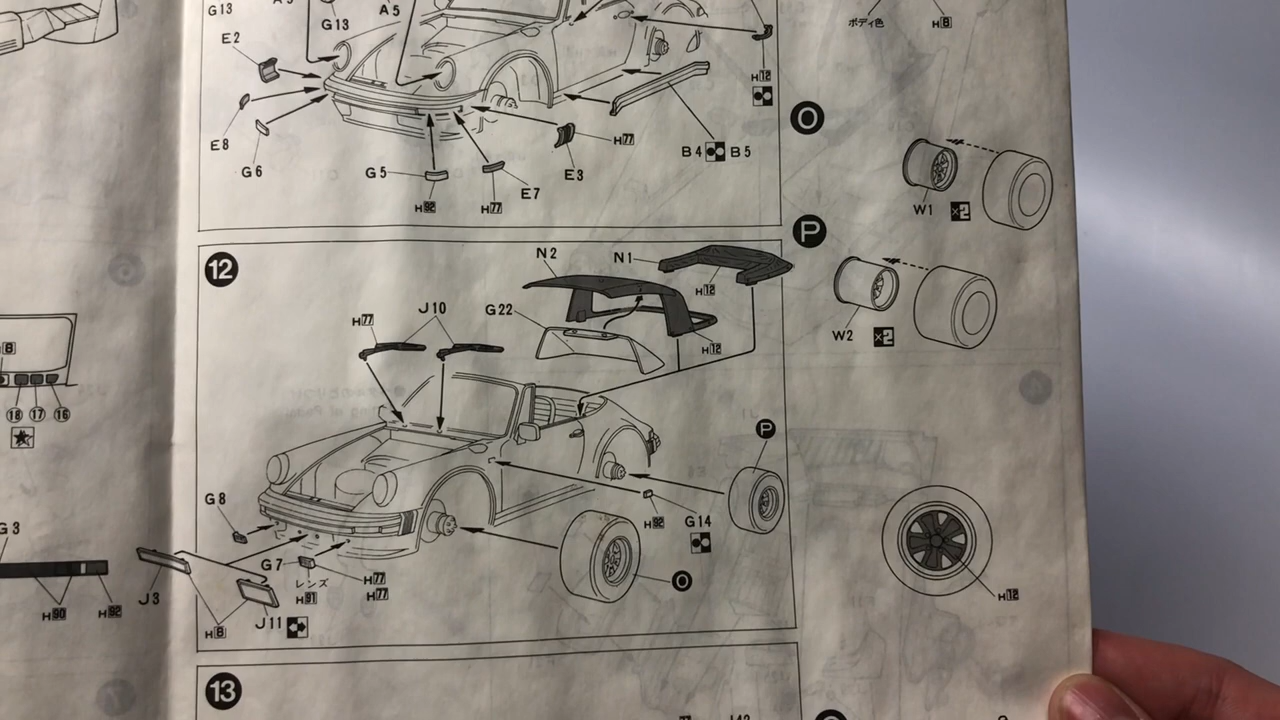 G13
A5
G13
E2
E8
G6
G5
H92
H77
E7
E3
H77
B4 B5
H12
ボディ色
H8
O
W1 ×2
P
W2 ×2
H12
12
N2
N1
H12
G22
H12
H77
J10
P
G8
H92
G14
G7
レンズ
H91
H77
H77
O
J3
H8
J11
H8
18 17 16
G3
H90
H92
13